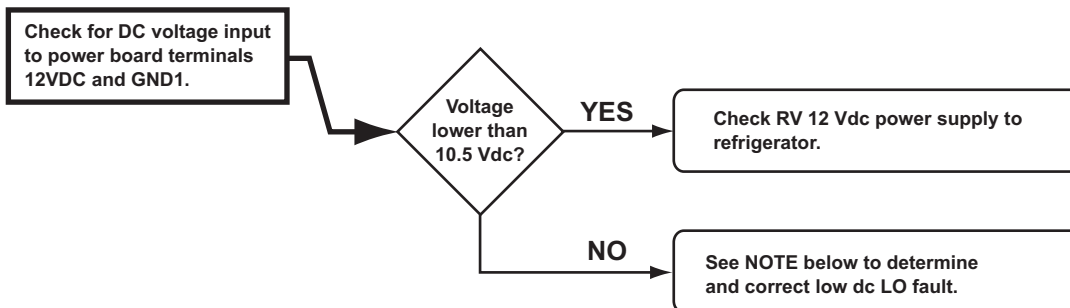 Check for DC voltage input
to power board terminals
12VDC and GND1.
Voltage
lower than
10.5 Vdc?
YES
Check RV 12 Vdc power supply to
refrigerator.
NO
See NOTE below to determine
and correct low dc LO fault.